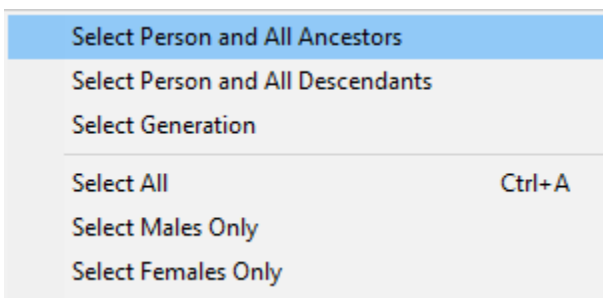 Select Person and All Ancestors
Select Person and All Descendants
Select Generation
Select All Ctrl+A
Select Males Only
Select Females Only